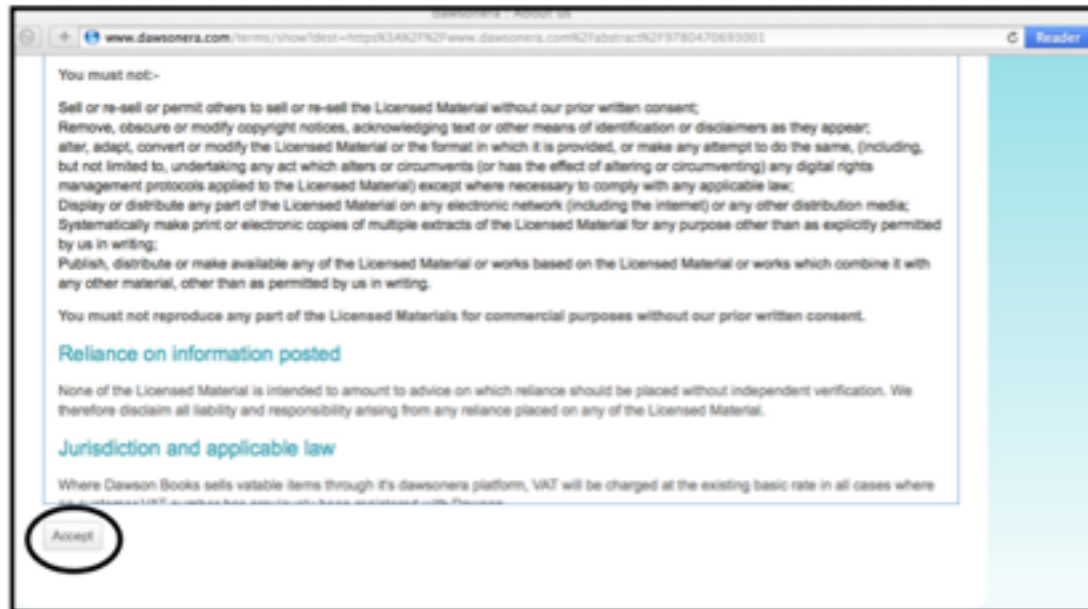 dawsonera : About us
www.dawsonera.com/terms/show?dest=https%3A%2F%2Fwww.dawsonera.com%2Fabstract%2F9780470693001
Reader
You must not:-
Sell or re-sell or permit others to sell or re-sell the Licensed Material without our prior written consent;
Remove, obscure or modify copyright notices, acknowledging text or other means of identification or disclaimers as they appear;
alter, adapt, convert or modify the Licensed Material or the format in which it is provided, or make any attempt to do the same, (including,
but not limited to, undertaking any act which alters or circumvents (or has the effect of altering or circumventing) any digital rights
management protocols applied to the Licensed Material) except where necessary to comply with any applicable law;
Display or distribute any part of the Licensed Material on any electronic network (including the internet) or any other distribution media;
Systematically make print or electronic copies of multiple extracts of the Licensed Material for any purpose other than as explicitly permitted
by us in writing;
Publish, distribute or make available any of the Licensed Material or works based on the Licensed Material or works which combine it with
any other material, other than as permitted by us in writing.
You must not reproduce any part of the Licensed Materials for commercial purposes without our prior written consent.
Reliance on information posted
None of the Licensed Material is intended to amount to advice on which reliance should be placed without independent verification. We
therefore disclaim all liability and responsibility arising from any reliance placed on any of the Licensed Material.
Jurisdiction and applicable law
Where Dawson Books sells vatable items through it's dawsonera platform, VAT will be charged at the existing basic rate in all cases where
no customer VAT number has previously been registered with Dawson
Accept